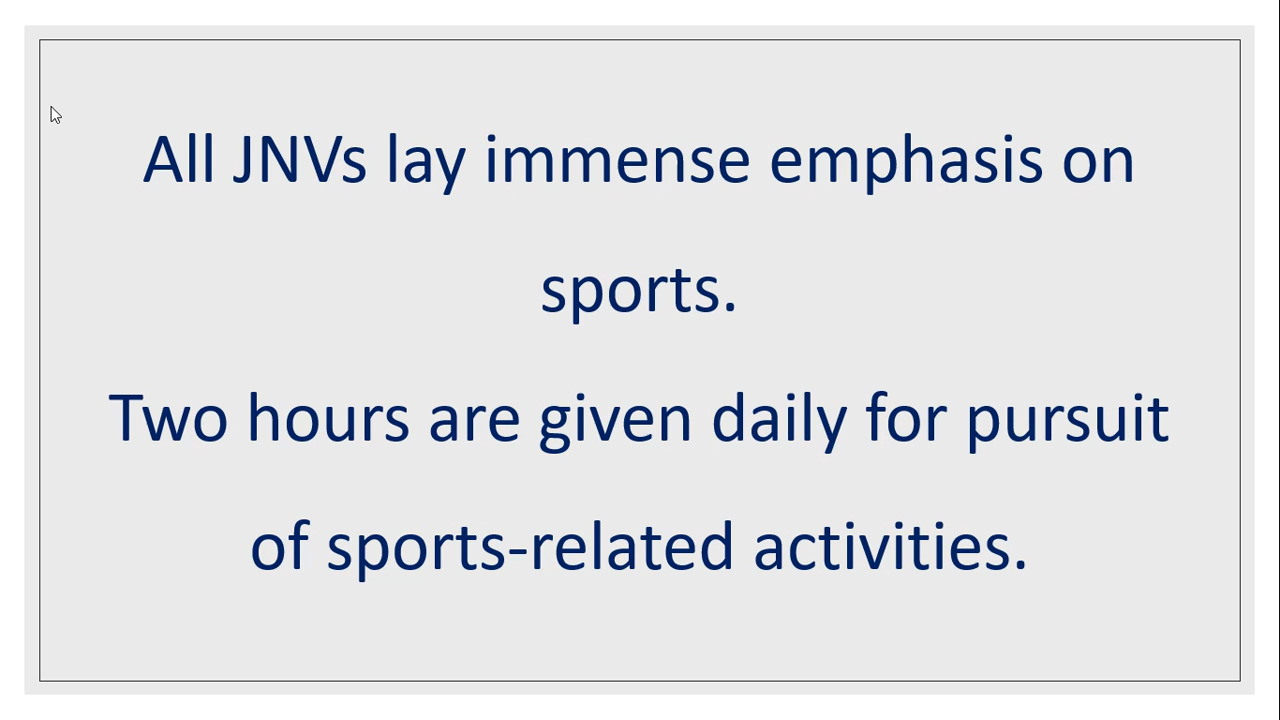 All JNVs lay immense emphasis on
sports.
Two hours are given daily for pursuit
of sports-related activities.